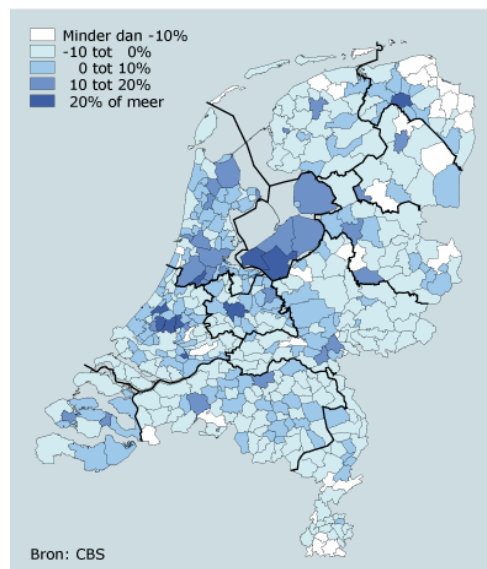 Minder dan -10%
-10 tot 0%
0 tot 10%
10 tot 20%
20% of meer
Bron: CBS